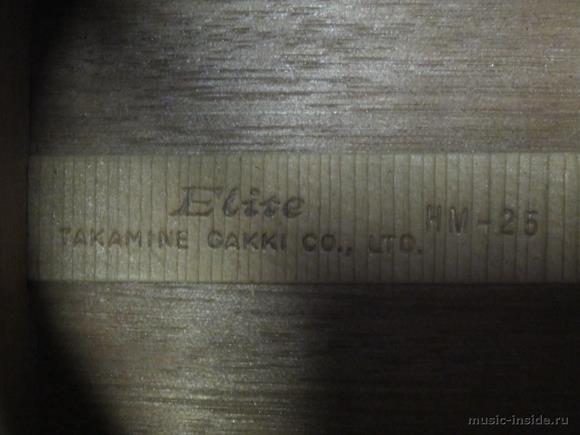 Elite
TAKAMINE GAKKI CO., LTD. HM-25
music-inside.ru